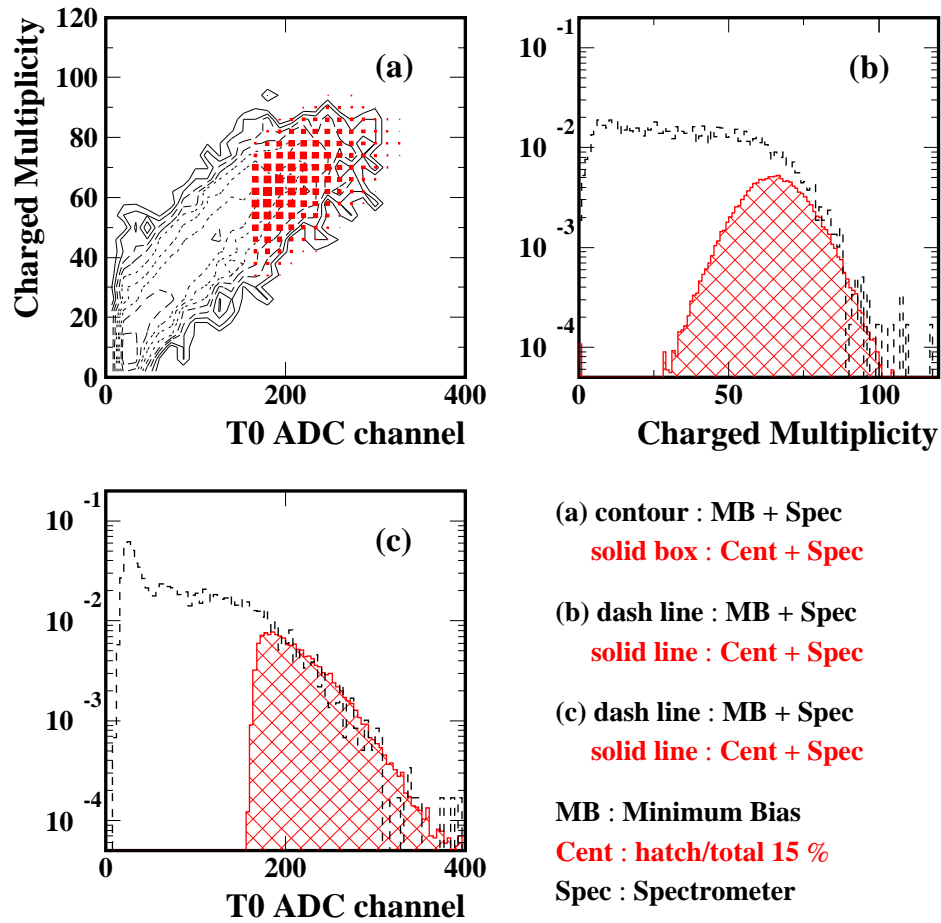 120
100
80
60
40
20
0
0
200
400
Charged Multiplicity
T0 ADC channel
(a)
10 -1
10 -2
10 -3
10 -4
0
50
100
Charged Multiplicity
(b)
10 -1
10 -2
10 -3
10 -4
0
200
400
T0 ADC channel
(c)
(a) contour : MB + Spec
solid box : Cent + Spec
(b) dash line : MB + Spec
solid line : Cent + Spec
(c) dash line : MB + Spec
solid line : Cent + Spec
MB : Minimum Bias
Cent : hatch/total 15 %
Spec : Spectrometer